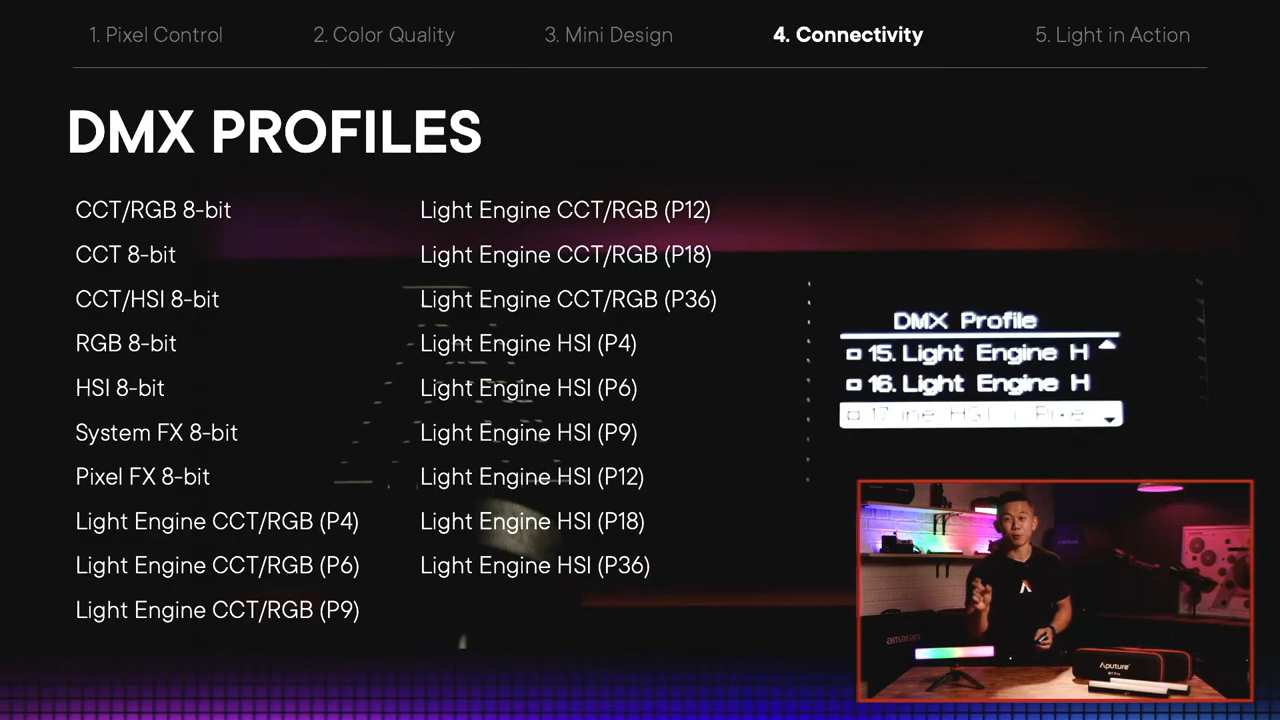 1. Pixel Control
2. Color Quality
3. Mini Design
4. Connectivity
5. Light in Action
DMX PROFILES
CCT/RGB 8-bit
CCT 8-bit
CCT/HSI 8-bit
RGB 8-bit
HSI 8-bit
System FX 8-bit
Pixel FX 8-bit
Light Engine CCT/RGB (P4)
Light Engine CCT/RGB (P6)
Light Engine CCT/RGB (P9)
Light Engine CCT/RGB (P12)
Light Engine CCT/RGB (P18)
Light Engine CCT/RGB (P36)
Light Engine HSI (P4)
Light Engine HSI (P6)
Light Engine HSI (P9)
Light Engine HSI (P12)
Light Engine HSI (P18)
Light Engine HSI (P36)
DMX Profile
15. Light Engine H
16. Light Engine H
17
amaran
Aputure
MT Pro